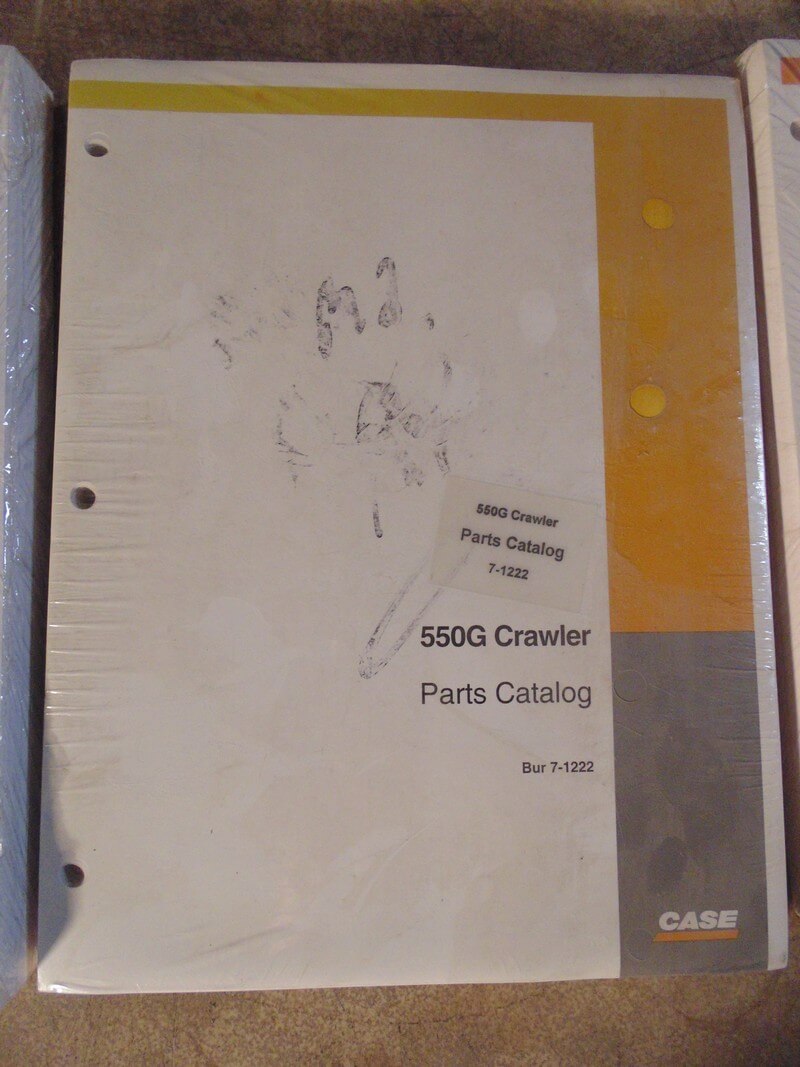 550G Crawler
Parts Catalog
7-1222
550G Crawler
Parts Catalog
Bur 7-1222
CASE